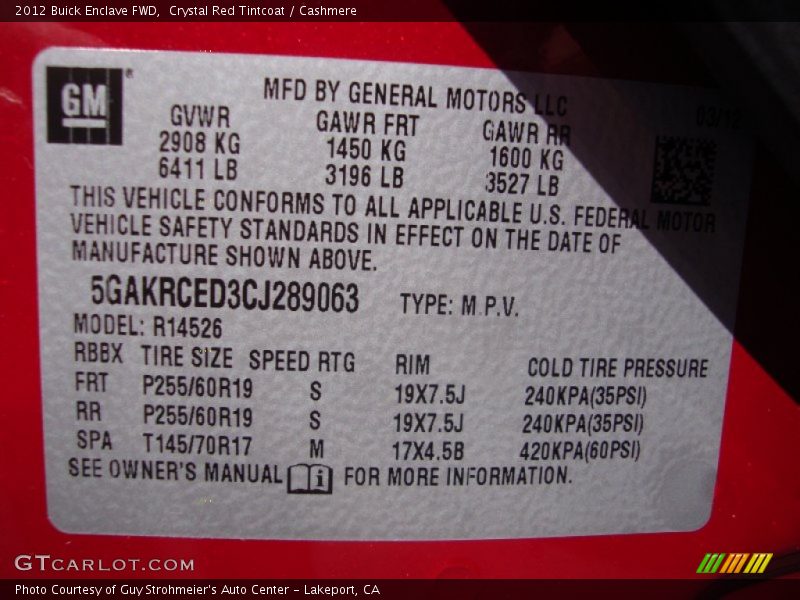 2012 Buick Enclave FWD,  Crystal Red Tintcoat / Cashmere
GM
MFD BY GENERAL MOTORS LLC
03/12
GVWR GAWR FRT GAWR RR
2908 KG 1450 KG 1600 KG
6411 LB 3196 LB 3527 LB
THIS VEHICLE CONFORMS TO ALL APPLICABLE U.S. FEDERAL MOTOR
VEHICLE SAFETY STANDARDS IN EFFECT ON THE DATE OF
MANUFACTURE SHOWN ABOVE.
5GAKRCED3CJ289063 TYPE: M.P.V.
MODEL: R14526
RBBX TIRE SIZE SPEED RTG RIM COLD TIRE PRESSURE
FRT P255/60R19 S 19X7.5J 240KPA(35PSI)
RR P255/60R19 S 19X7.5J 240KPA(35PSI)
SPA T145/70R17 M 17X4.5B 420KPA(60PSI)
SEE OWNER'S MANUAL i FOR MORE INFORMATION.
GTCARLOT.COM
Photo Courtesy of Guy Strohmeier's Auto Center - Lakeport, CA